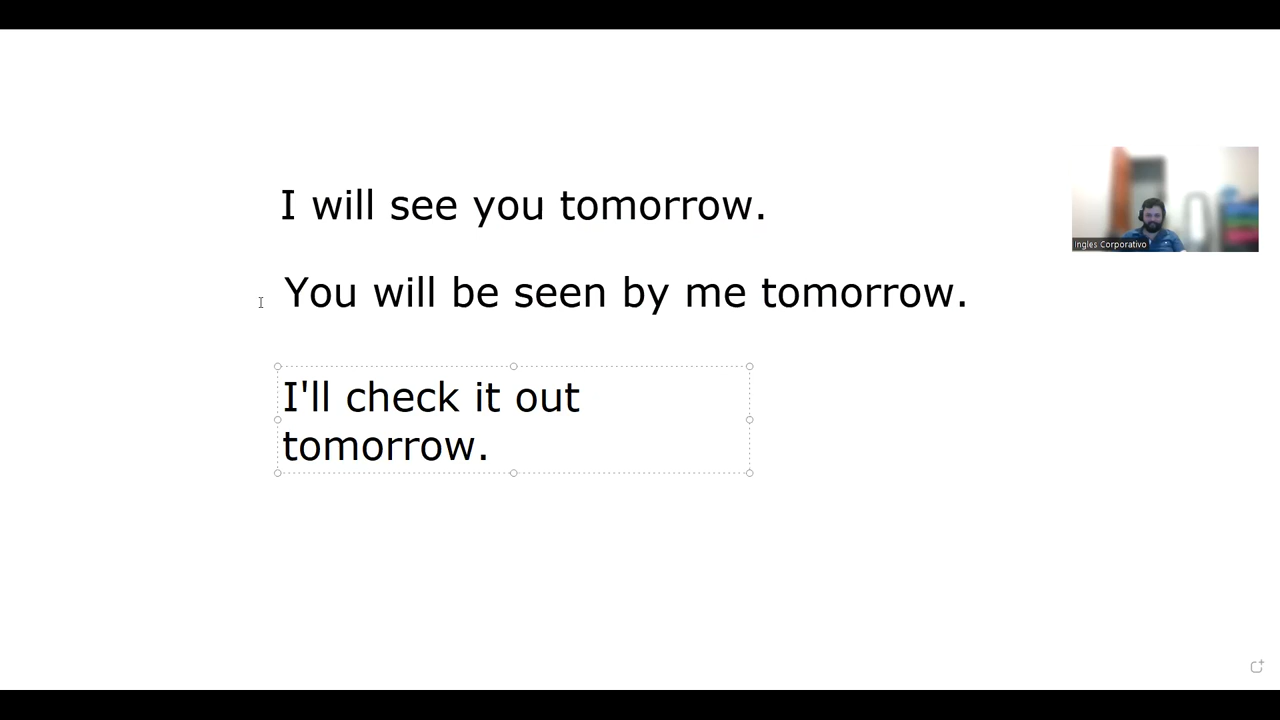 I will see you tomorrow.
You will be seen by me tomorrow.
I'll check it out
tomorrow.
Ingles Corporativo